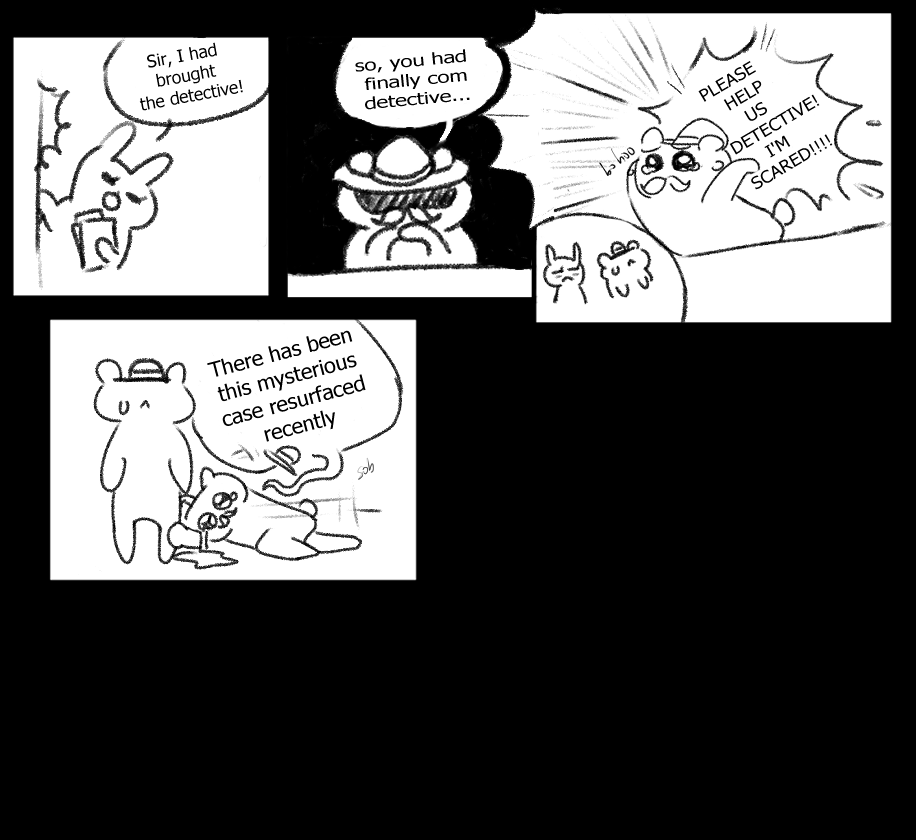 Sir, I had
brought
the detective!
so, you had
finally com
detective...
PLEASE
HELP
US
DETECTIVE!
I'M
SCARED!!!!
There has been
this mysterious
case resurfaced
recently
sob